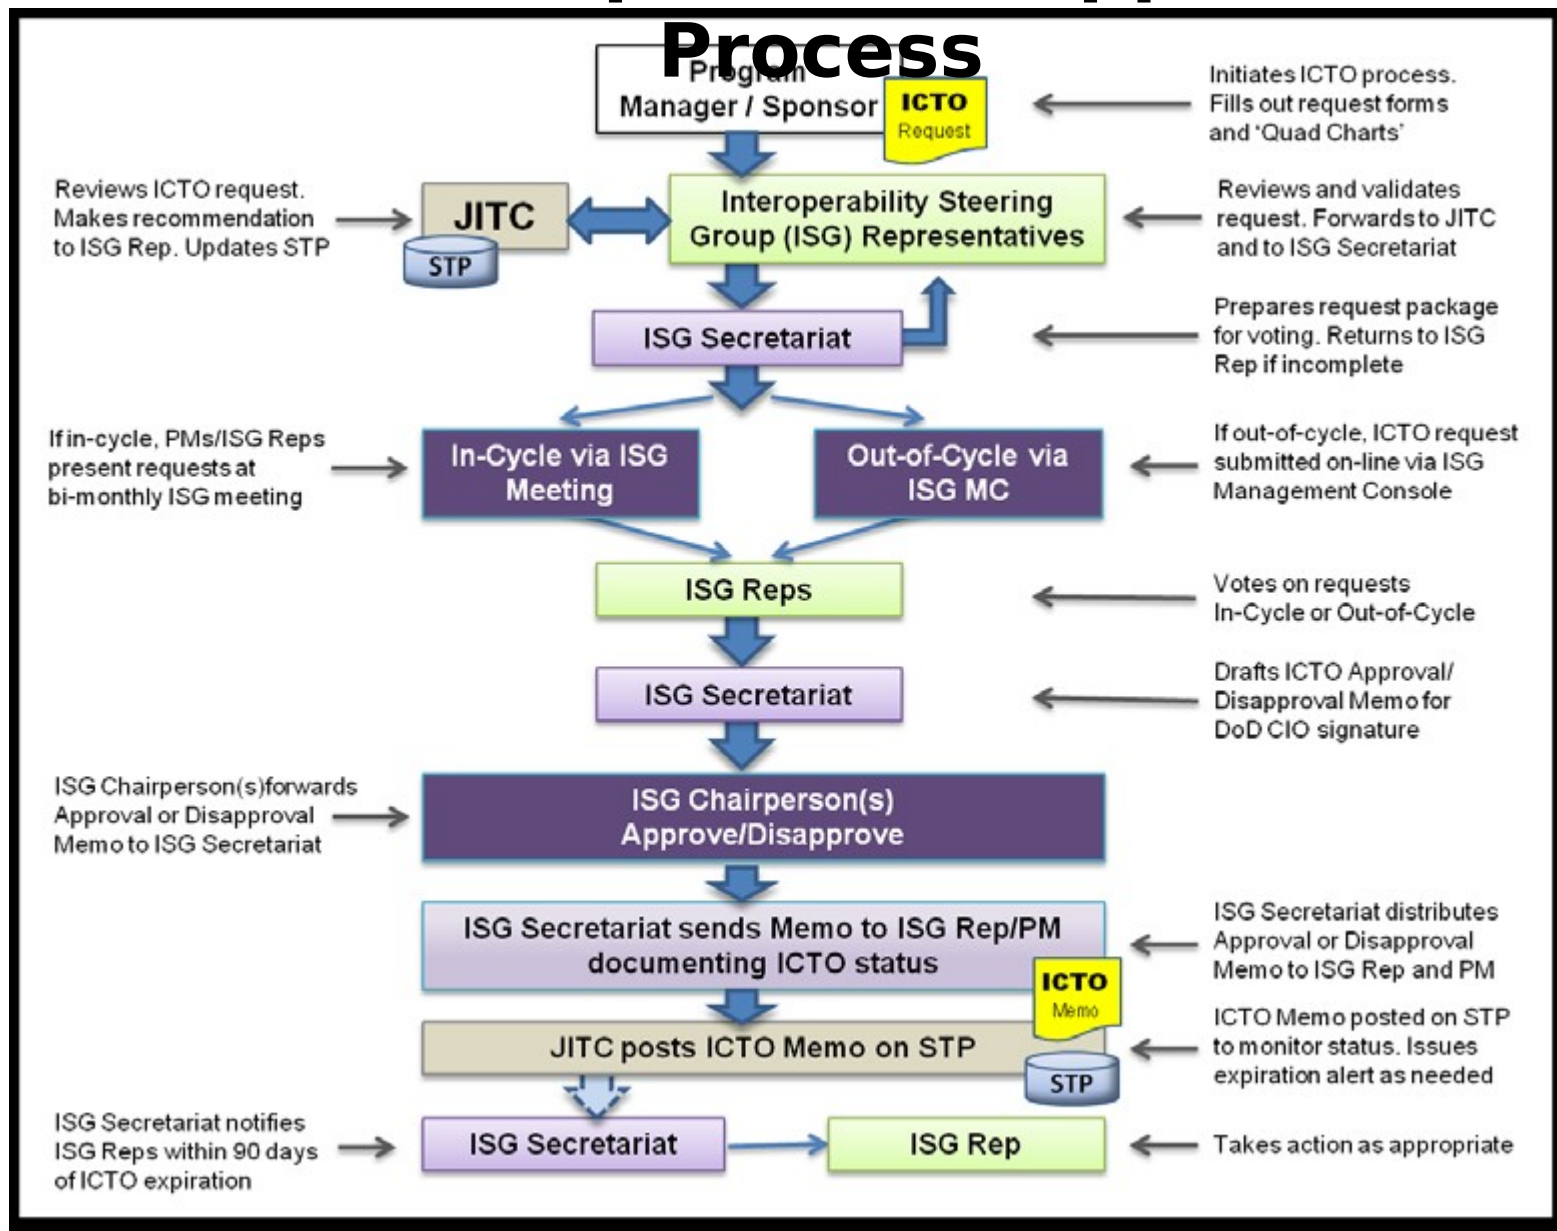 Process
Program
Manager / Sponsor
ICTO
Request
Initiates ICTO process.
Fills out request forms
and ‘Quad Charts’
Reviews ICTO request.
Makes recommendation
to ISG Rep. Updates STP
JITC
STP
Interoperability Steering
Group (ISG) Representatives
Reviews and validates
request. Forwards to JITC
and to ISG Secretariat
ISG Secretariat
Prepares request package
for voting. Returns to ISG
Rep if incomplete
If in-cycle, PMs/ISG Reps
present requests at
bi-monthly ISG meeting
In-Cycle via ISG
Meeting
Out-of-Cycle via
ISG MC
If out-of-cycle, ICTO request
submitted on-line via ISG
Management Console
ISG Reps
Votes on requests
In-Cycle or Out-of-Cycle
ISG Secretariat
Drafts ICTO Approval/
Disapproval Memo for
DoD CIO signature
ISG Chairperson(s)forwards
Approval or Disapproval
Memo to ISG Secretariat
ISG Chairperson(s)
Approve/Disapprove
ISG Secretariat sends Memo to ISG Rep/PM
documenting ICTO status
ICTO
Memo
ISG Secretariat distributes
Approval or Disapproval
Memo to ISG Rep and PM
JITC posts ICTO Memo on STP
STP
ICTO Memo posted on STP
to monitor status. Issues
expiration alert as needed
ISG Secretariat notifies
ISG Reps within 90 days
of ICTO expiration
ISG Secretariat
ISG Rep
Takes action as appropriate